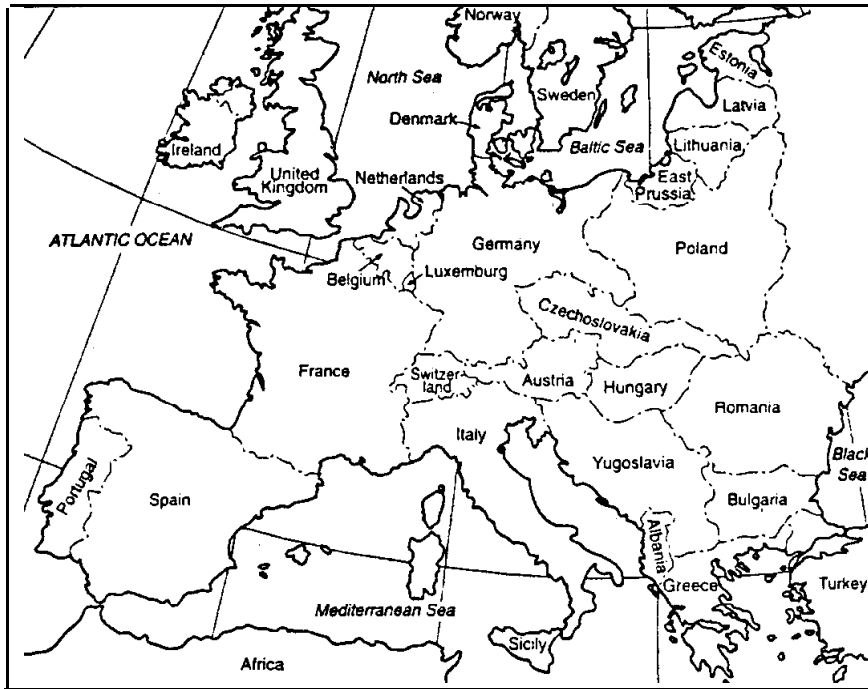 Norway
Estonia
North Sea
Sweden
Latvia
Denmark
Baltic Sea
Lithuania
Ireland
United
Kingdom
Netherlands
East
Prussia
ATLANTIC OCEAN
Germany
Poland
Belgium
Luxemburg
Czechoslovakia
France
Switzer-
land
Austria
Hungary
Romania
Italy
Black
Sea
Portugal
Spain
Yugoslavia
Bulgaria
Albania
Greece
Turkey
Mediterranean Sea
Sicily
Africa